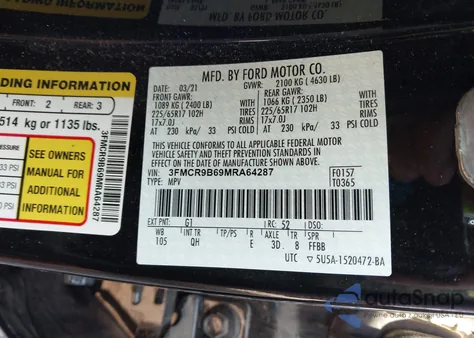 MFD. BY FORD MOTOR CO.
DATE: 03/21 GVWR: 2100 KG (4630 LB)
FRONT GAWR: REAR GAWR:
1089 KG (2400 LB) 1066 KG (2350 LB)
225/65R17 102H TIRES 225/65R17 102H TIRES
17x7.0J RIMS 17x7.0J RIMS
AT 230 kPa/ 33 PSI COLD AT 230 kPa/ 33 PSI COLD
THIS VEHICLE CONFORMS TO ALL APPLICABLE FEDERAL MOTOR
VEHICLE SAFETY AND THEFT PREVENTION STANDARDS IN
EFFECT ON THE DATE OF MANUFACTURE SHOWN ABOVE.
VIN: 3FMCR9B69MRA64287 F0157
TYPE: MPV T0365
EXT PNT: G1 RC: 52 DSO:
WB INT TR TP/PS R AXLE TR SPR
105 QH E 3D. 8 FFBB
UTC 5U5A-1520472-BA
DING INFORMATION
FRONT: 2 REAR: 3
514 kg or 1135 lbs.
SEE OWNERS
MANUAL FOR
ADDITIONAL
INFORMATION
3FMCR9B69MRA64287
33 PSI
33 PSI
autoSnap